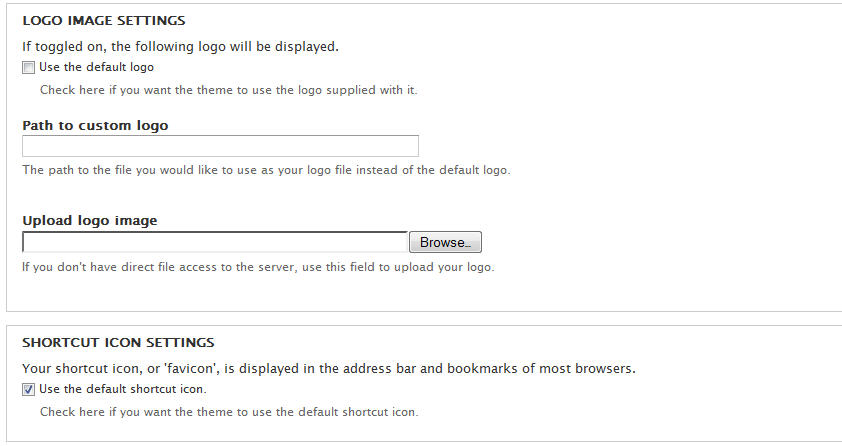 LOGO IMAGE SETTINGS
If toggled on, the following logo will be displayed.
Use the default logo
Check here if you want the theme to use the logo supplied with it.
Path to custom logo
The path to the file you would like to use as your logo file instead of the default logo.
Upload logo image
Browse...
If you don't have direct file access to the server, use this field to upload your logo.
SHORTCUT ICON SETTINGS
Your shortcut icon, or 'favicon', is displayed in the address bar and bookmarks of most browsers.
Use the default shortcut icon.
Check here if you want the theme to use the default shortcut icon.